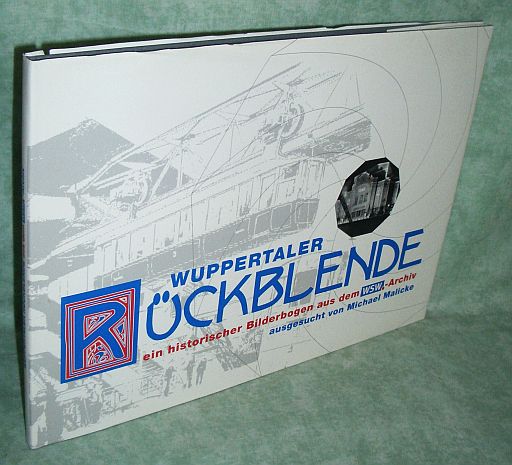 WUPPERTALER
RÜCKBLENDE
ein historischer Bilderbogen aus dem WSW-Archiv
ausgesucht von Michael Malicke